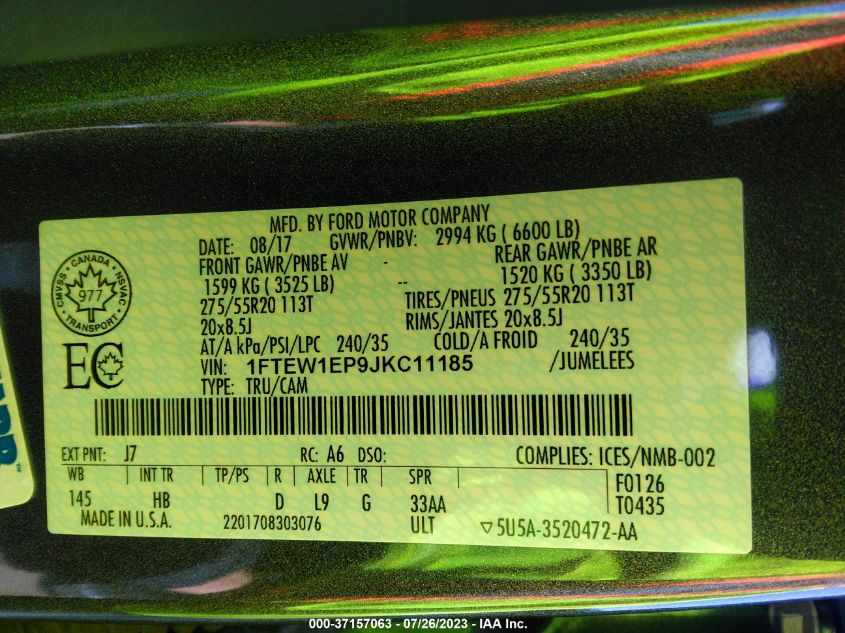 MFD. BY FORD MOTOR COMPANY
DATE: 08/17 GVWR/PNBV: 2994 KG ( 6600 LB)
FRONT GAWR/PNBE AV - REAR GAWR/PNBE AR
1599 KG ( 3525 LB) -- 1520 KG ( 3350 LB)
275/55R20 113T TIRES/PNEUS 275/55R20 113T
20x8.5J RIMS/JANTES 20x8.5J
AT/A kPa/PSI/LPC 240/35 COLD/A FROID 240/35
VIN: 1FTEW1EP9JKC11185 /JUMELEES
TYPE: TRU/CAM
CANADA
CMVSS NSVAC
977
TRANSPORT
EC
EXT PNT: J7 RC: A6 DSO: COMPLIES: ICES/NMB-002
WB INT TR TP/PS R AXLE TR SPR F0126
145 HB D L9 G 33AA T0435
MADE IN U.S.A. 2201708303076 ULT ▽5U5A-3520472-AA
000-37157063 - 07/26/2023 - IAA Inc.